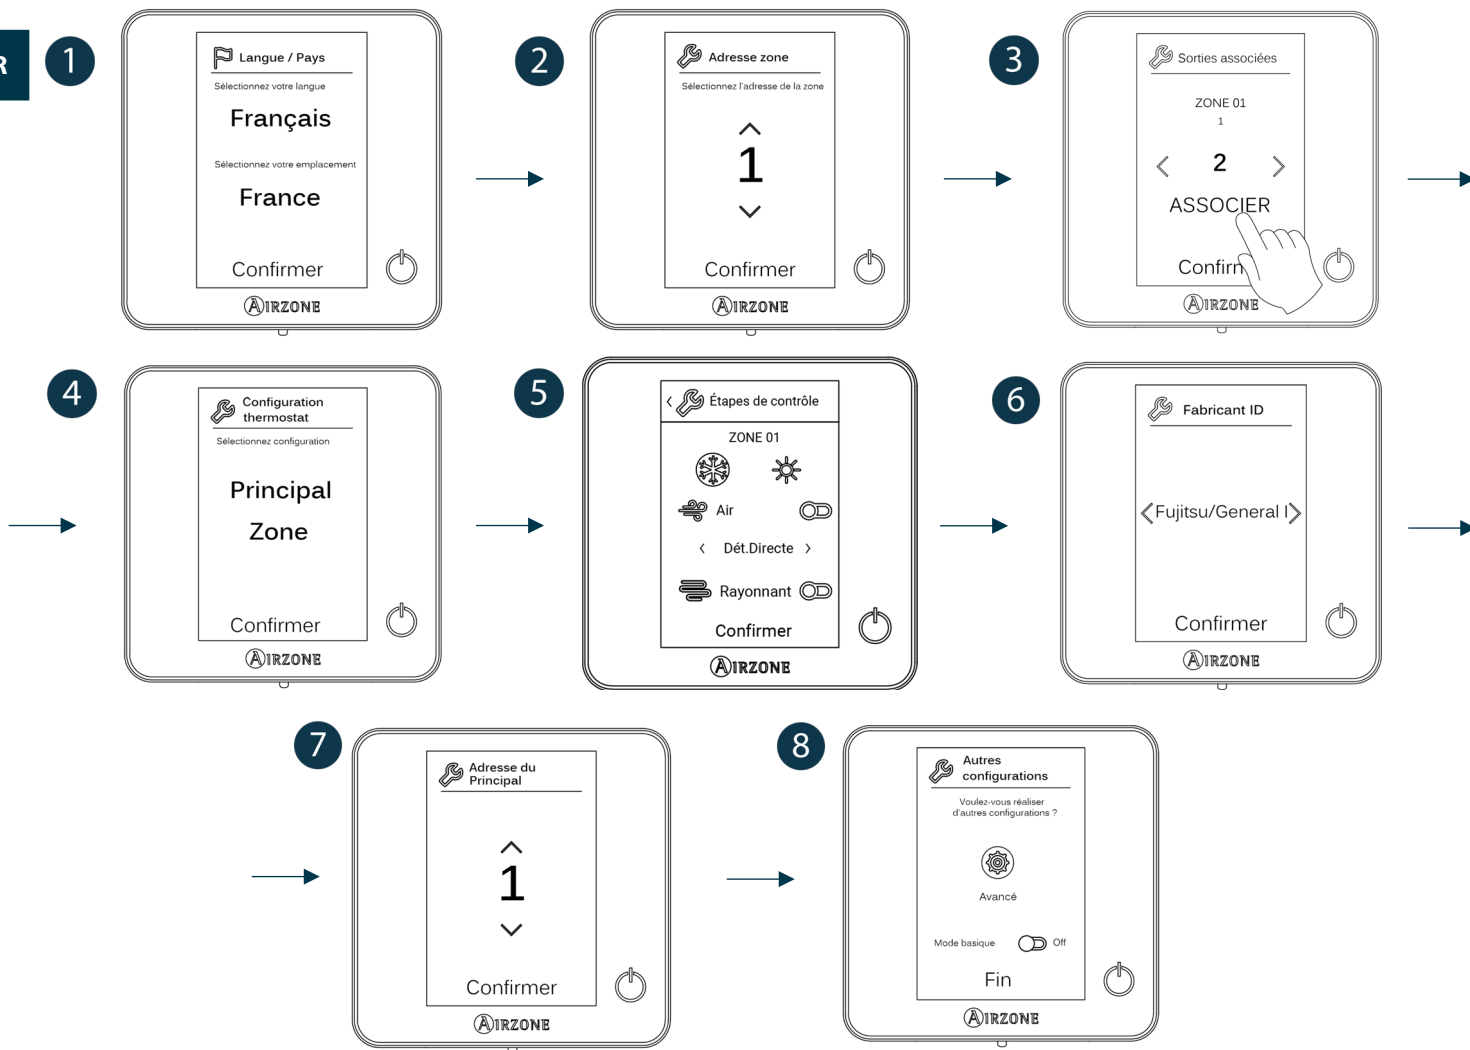 R
1
Langue / Pays
Sélectionnez votre langue
Français
Sélectionnez votre emplacement
France
Confirmer
AIRZONE
2
Adresse zone
Sélectionnez l'adresse de la zone
1
Confirmer
AIRZONE
3
Sorties associées
ZONE 01
1
2
ASSOCIER
Confirm
AIRZONE
4
Configuration
thermostat
Sélectionnez configuration
Principal
Zone
Confirmer
AIRZONE
5
Étapes de contrôle
ZONE 01
Air
Dét.Directe
Rayonnant
Confirmer
AIRZONE
6
Fabricant ID
Fujitsu/General I
Confirmer
AIRZONE
7
Adresse du
Principal
1
Confirmer
AIRZONE
8
Autres
configurations
Voulez-vous réaliser
d'autres configurations ?
Avancé
Mode basique Off
Fin
AIRZONE